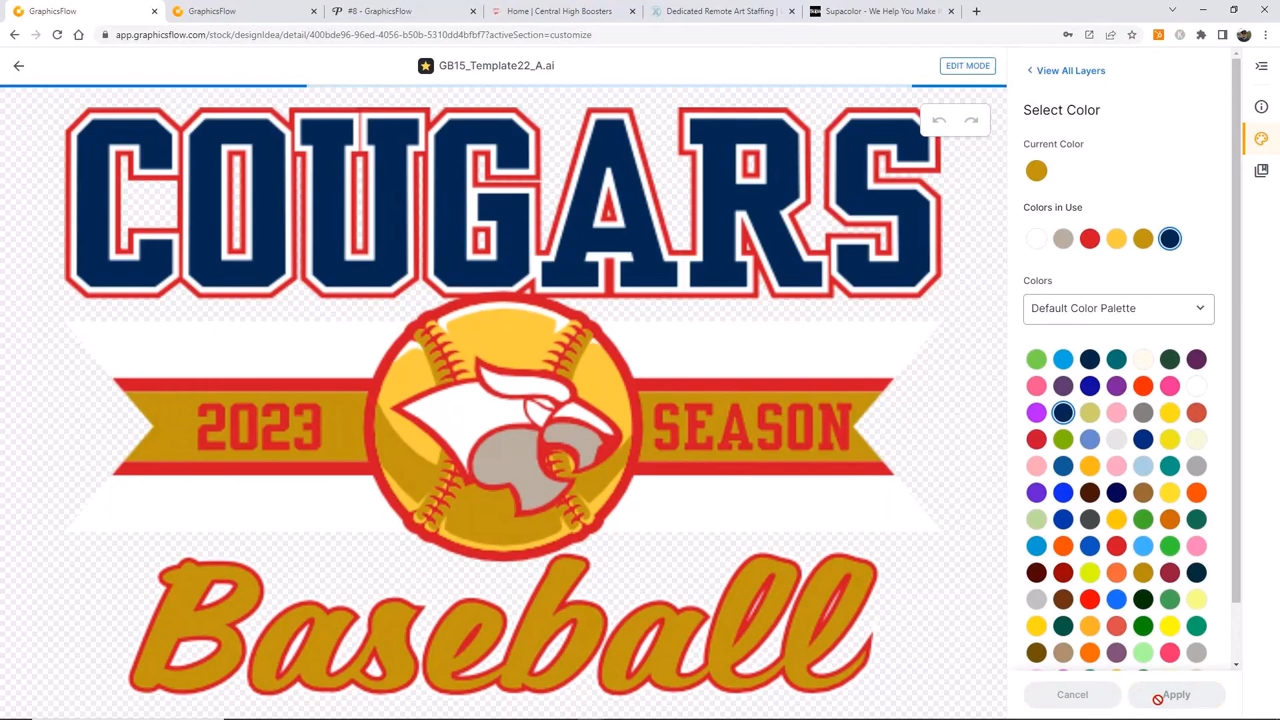 GraphicsFlow
GraphicsFlow
#8 - GraphicsFlow
Home | Central High Boosters
Dedicated Remote Art Staffing |
Supacolor - We Help You Make
app.graphicsflow.com/stock/designIdea/detail/400bde96-96ed-4056-b50b-5310dd4bfbf7?activeSection=customize
GB15_Template22_A.ai
EDIT MODE
View All Layers
Select Color
Current Color
Colors in Use
Colors
Default Color Palette
Cancel
Apply
COUGARS
2023
SEASON
Baseball